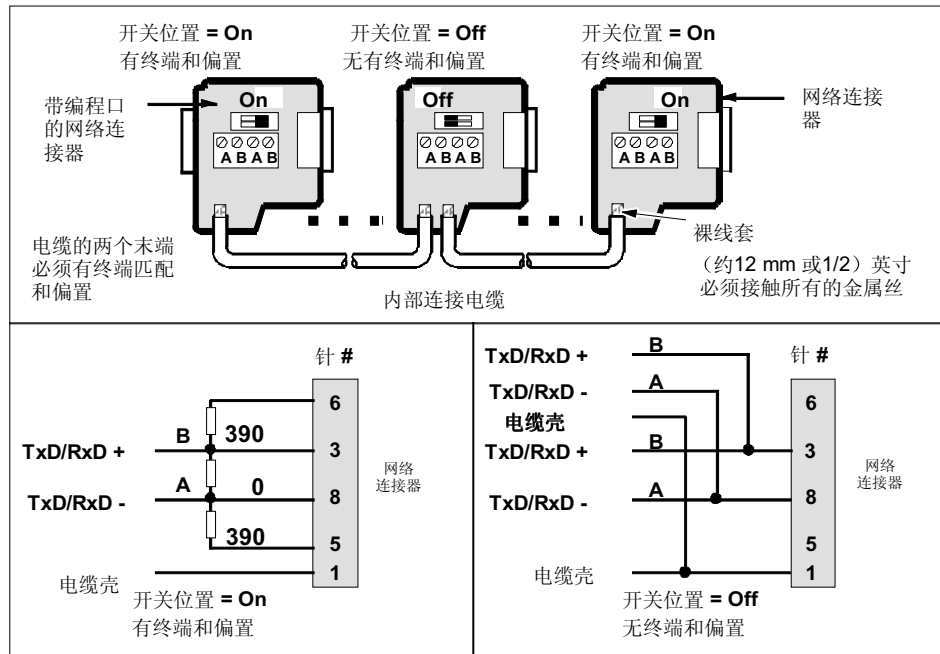 开关位置 = On
有终端和偏置
开关位置 = Off
无有终端和偏置
开关位置 = On
有终端和偏置
带编程口
的网络连
接器
On
A B A B
Off
A B A B
On
A B A B
网络连接
器
电缆的两个末端
必须有终端匹配
和偏置
内部连接电缆
裸线套
（约12 mm 或1/2）英寸
必须接触所有的金属丝
针 #
6
B
390
TxD/RxD +
3
A
0
TxD/RxD -
8
390
5
电缆壳
1
网络
连接器
开关位置 = On
有终端和偏置
TxD/RxD +
B
针 #
TxD/RxD -
A
6
电缆壳
TxD/RxD +
B
3
TxD/RxD -
A
8
5
电缆壳
1
网络
连接器
开关位置 = Off
无终端和偏置